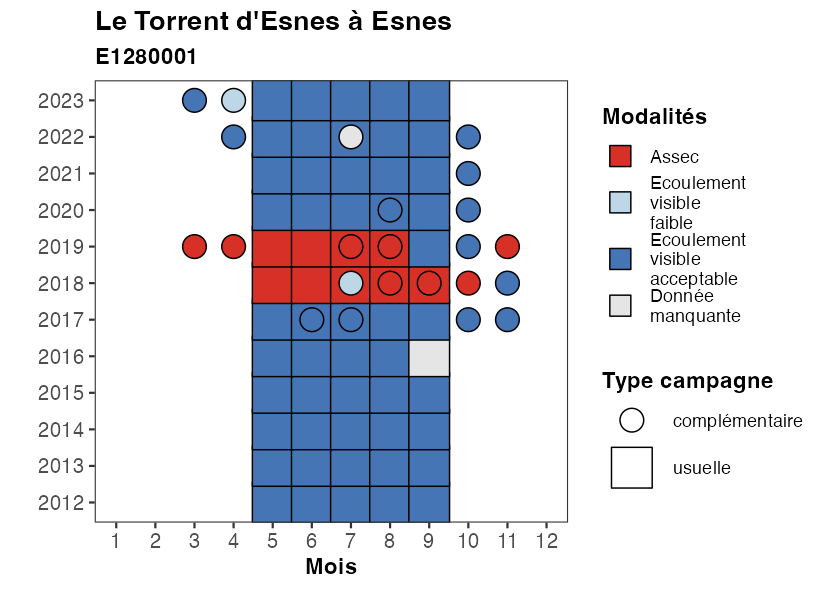 Le Torrent d'Esnes à Esnes
E1280001
2023
2022
2021
2020
2019
2018
2017
2016
2015
2014
2013
2012
1 2 3 4 5 6 7 8 9 10 11 12
Mois
Modalités
Assec
Ecoulement
visible
faible
Ecoulement
visible
acceptable
Donnée
manquante
Type campagne
complémentaire
usuelle